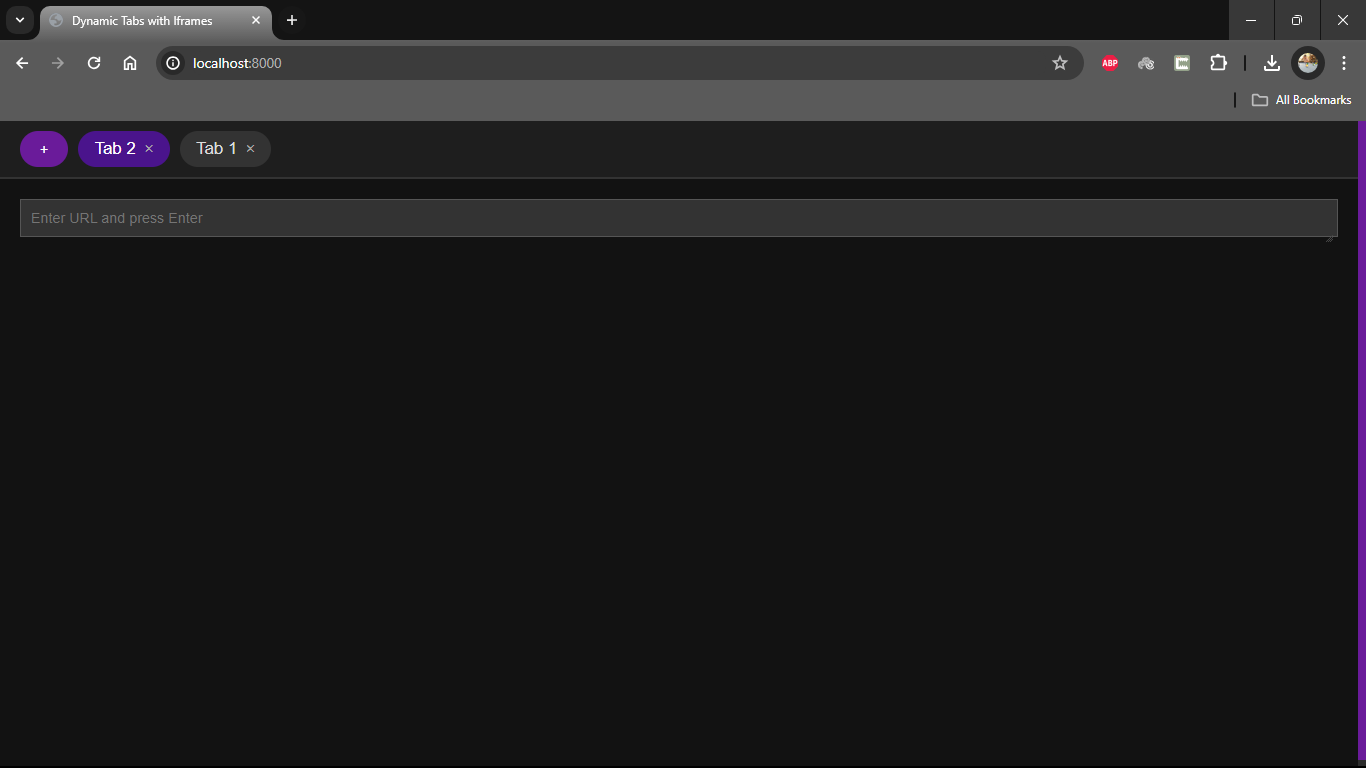 Dynamic Tabs with Iframes
localhost:8000
ABP
All Bookmarks
+ Tab 2 × Tab 1 ×
Enter URL and press Enter